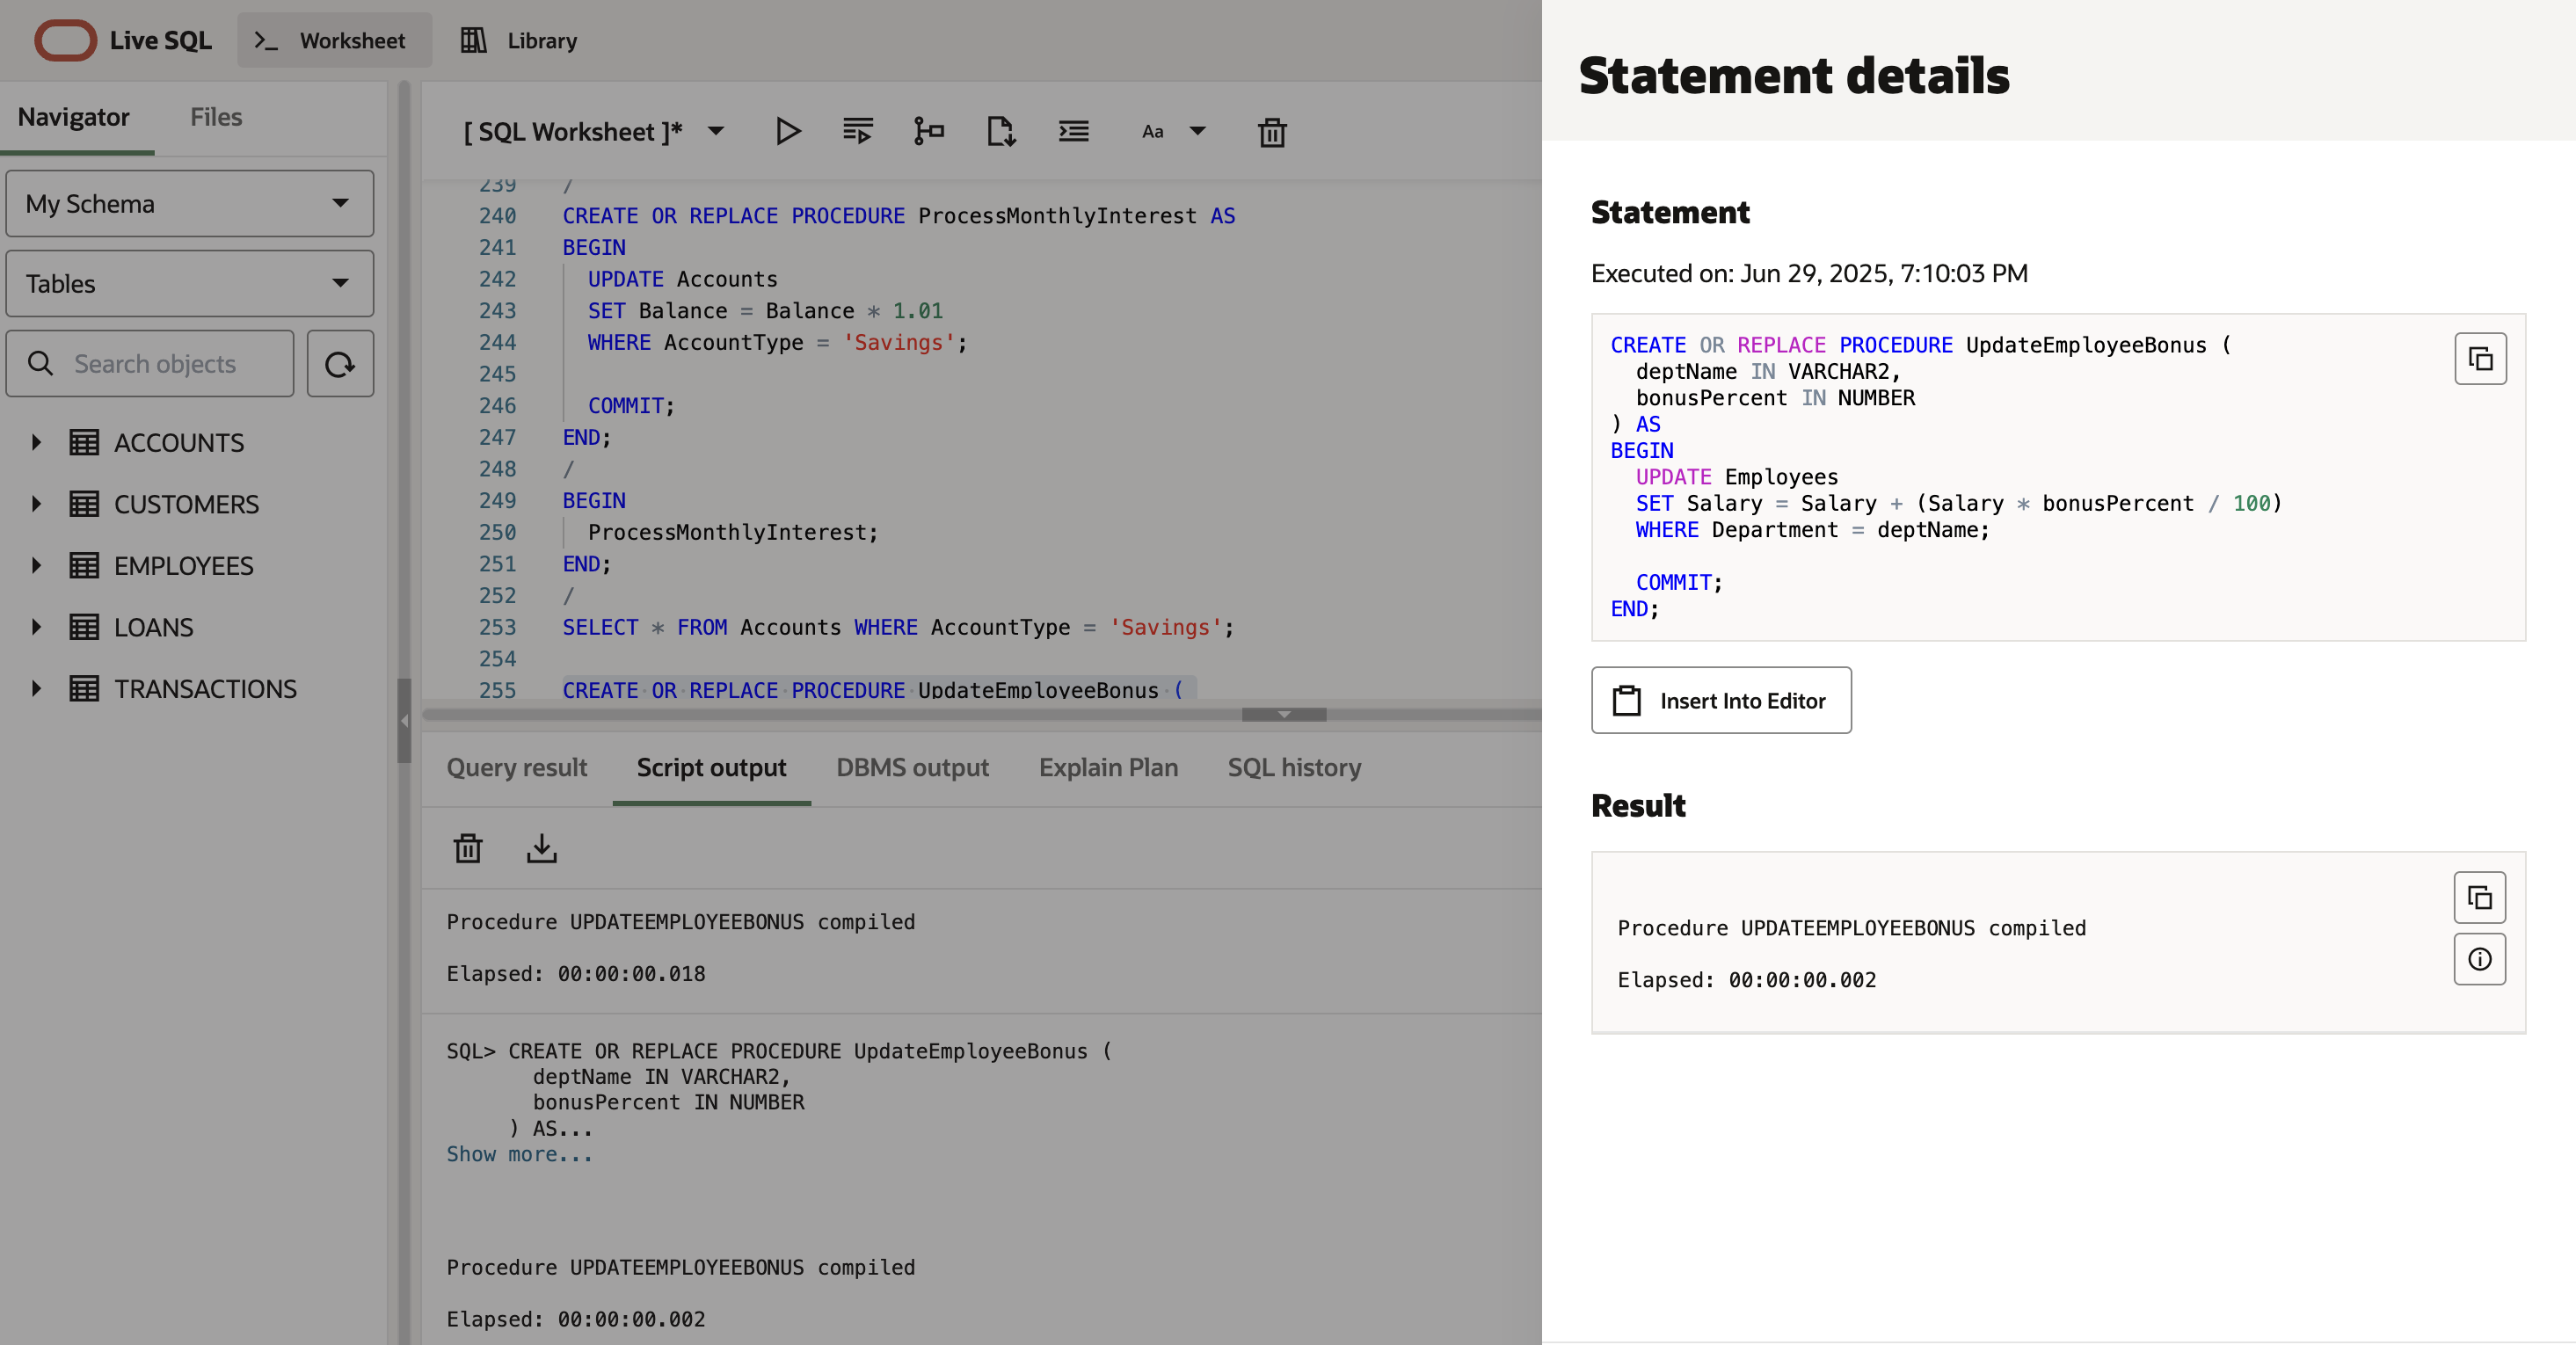 Live SQL
Worksheet
Library
Navigator
Files
My Schema
Tables
Search objects
ACCOUNTS
CUSTOMERS
EMPLOYEES
LOANS
TRANSACTIONS
[ SQL Worksheet ]*
Aa
239 /
240 CREATE OR REPLACE PROCEDURE ProcessMonthlyInterest AS
241 BEGIN
242 UPDATE Accounts
243 SET Balance = Balance * 1.01
244 WHERE AccountType = 'Savings';
245
246 COMMIT;
247 END;
248 /
249 BEGIN
250 ProcessMonthlyInterest;
251 END;
252 /
253 SELECT * FROM Accounts WHERE AccountType = 'Savings';
254
255 CREATE OR REPLACE PROCEDURE UpdateEmployeeBonus (
Query result
Script output
DBMS output
Explain Plan
SQL history
Procedure UPDATEEMPLOYEEBONUS compiled
Elapsed: 00:00:00.018
SQL> CREATE OR REPLACE PROCEDURE UpdateEmployeeBonus (
deptName IN VARCHAR2,
bonusPercent IN NUMBER
) AS...
Show more...
Procedure UPDATEEMPLOYEEBONUS compiled
Elapsed: 00:00:00.002
Statement details
Statement
Executed on: Jun 29, 2025, 7:10:03 PM
CREATE OR REPLACE PROCEDURE UpdateEmployeeBonus (
deptName IN VARCHAR2,
bonusPercent IN NUMBER
) AS
BEGIN
UPDATE Employees
SET Salary = Salary + (Salary * bonusPercent / 100)
WHERE Department = deptName;
COMMIT;
END;
Insert Into Editor
Result
Procedure UPDATEEMPLOYEEBONUS compiled
Elapsed: 00:00:00.002